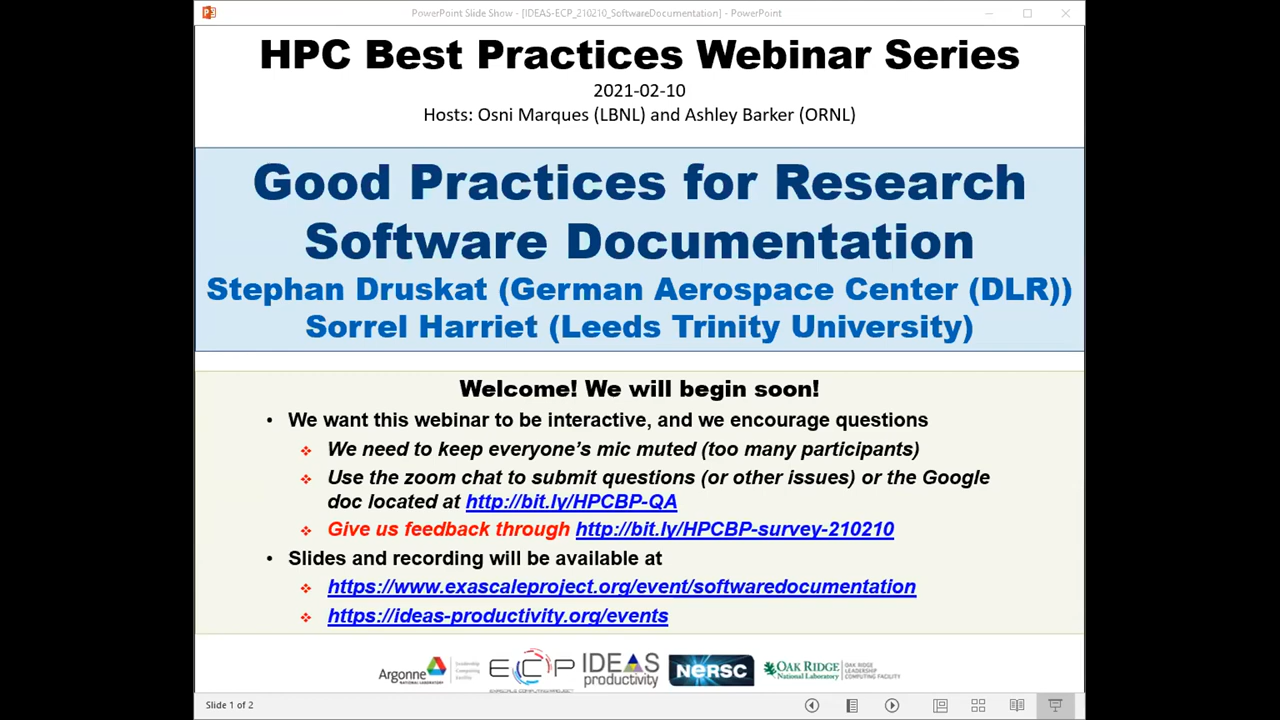 PowerPoint Slide Show - [IDEAS-ECP_210210_SoftwareDocumentation] - PowerPoint
HPC Best Practices Webinar Series
2021-02-10
Hosts: Osni Marques (LBNL) and Ashley Barker (ORNL)
Good Practices for Research
Software Documentation
Stephan Druskat (German Aerospace Center (DLR))
Sorrel Harriet (Leeds Trinity University)
Welcome! We will begin soon!
• We want this webinar to be interactive, and we encourage questions
❖ We need to keep everyone's mic muted (too many participants)
❖ Use the zoom chat to submit questions (or other issues) or the Google
doc located at http://bit.ly/HPCBP-QA
❖ Give us feedback through http://bit.ly/HPCBP-survey-210210
• Slides and recording will be available at
❖ https://www.exascaleproject.org/event/softwaredocumentation
❖ https://ideas-productivity.org/events
Argonne
NATIONAL LABORATORY
Leadership
Computing
Facility
ECP
EXASCALE COMPUTING PROJECT
IDEAS
productivity
NERSC
OAK RIDGE
National Laboratory
OAK RIDGE
LEADERSHIP
COMPUTING FACILITY
Slide 1 of 2